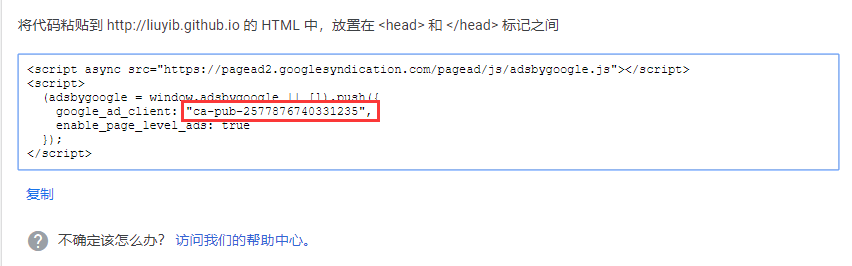 将代码粘贴到 http://liuyib.github.io 的 HTML 中，放置在 <head> 和 </head> 标记之间
<script async src="https://pagead2.googlesyndication.com/pagead/js/adsbygoogle.js"></script>
<script>
(adsbygoogle = window.adsbygoogle || []).push({
google_ad_client: "ca-pub-2577876740331235",
enable_page_level_ads: true
});
</script>
复制
? 不确定该怎么办？ 访问我们的帮助中心。